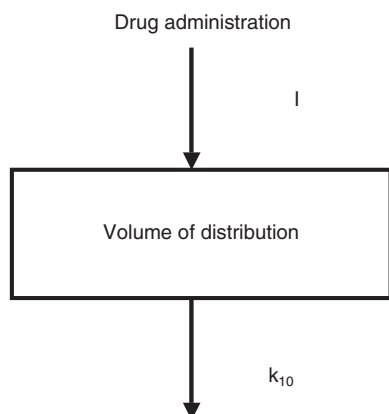 Drug administration
I
Volume of distribution
k₁₀